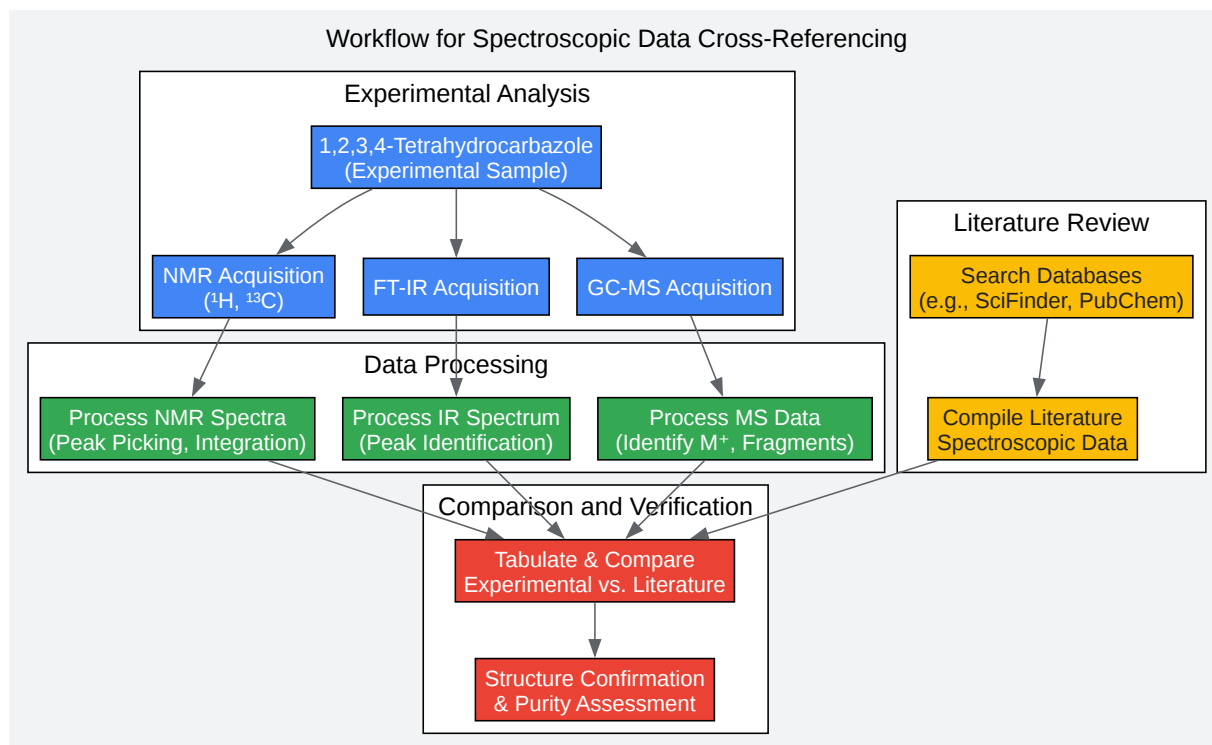 Workflow for Spectroscopic Data Cross-Referencing
Experimental Analysis
1,2,3,4-Tetrahydrocarbazole
(Experimental Sample)
NMR Acquisition
(¹H, ¹³C)
FT-IR Acquisition
GC-MS Acquisition
Literature Review
Search Databases
(e.g., SciFinder, PubChem)
Compile Literature
Spectroscopic Data
Data Processing
Process NMR Spectra
(Peak Picking, Integration)
Process IR Spectrum
(Peak Identification)
Process MS Data
(Identify M⁺, Fragments)
Comparison and Verification
Tabulate & Compare
Experimental vs. Literature
Structure Confirmation
& Purity Assessment